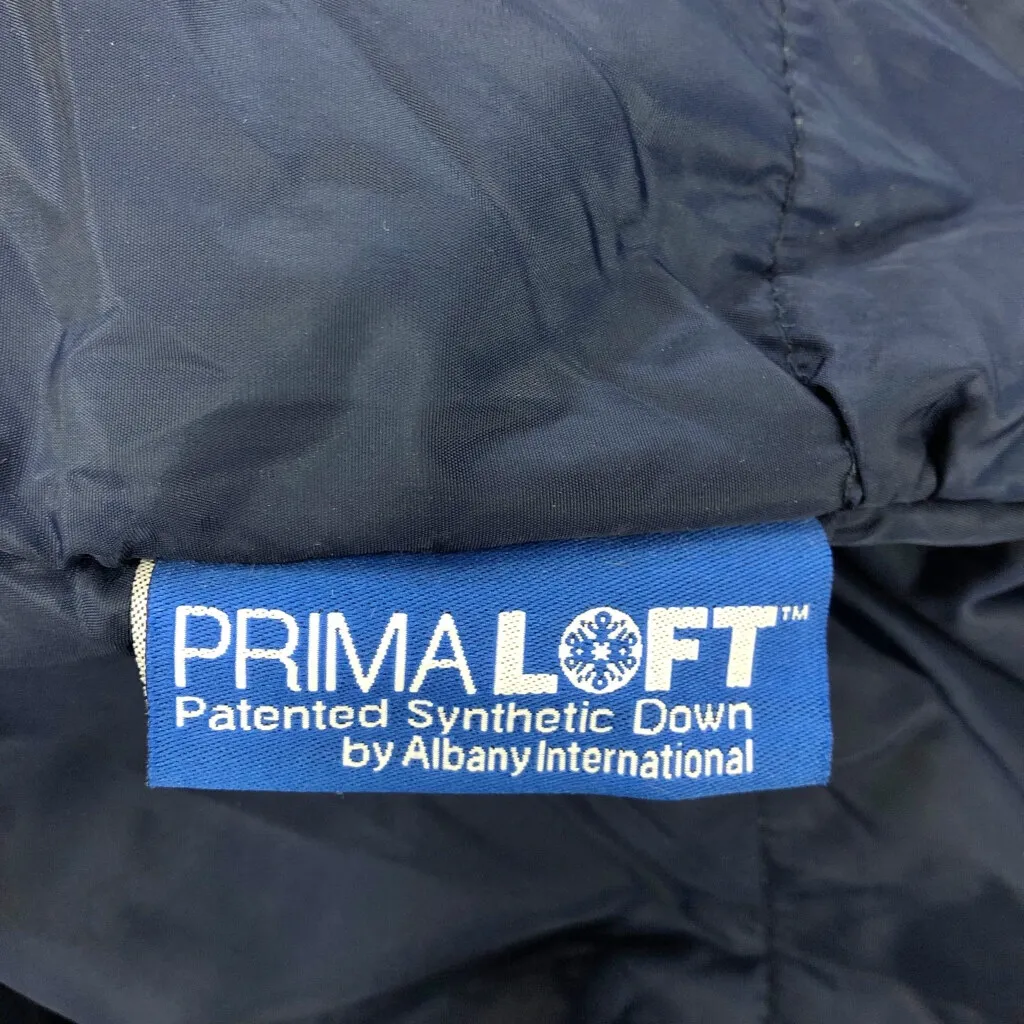 PRIMALOFT™
Patented Synthetic Down
by Albany International